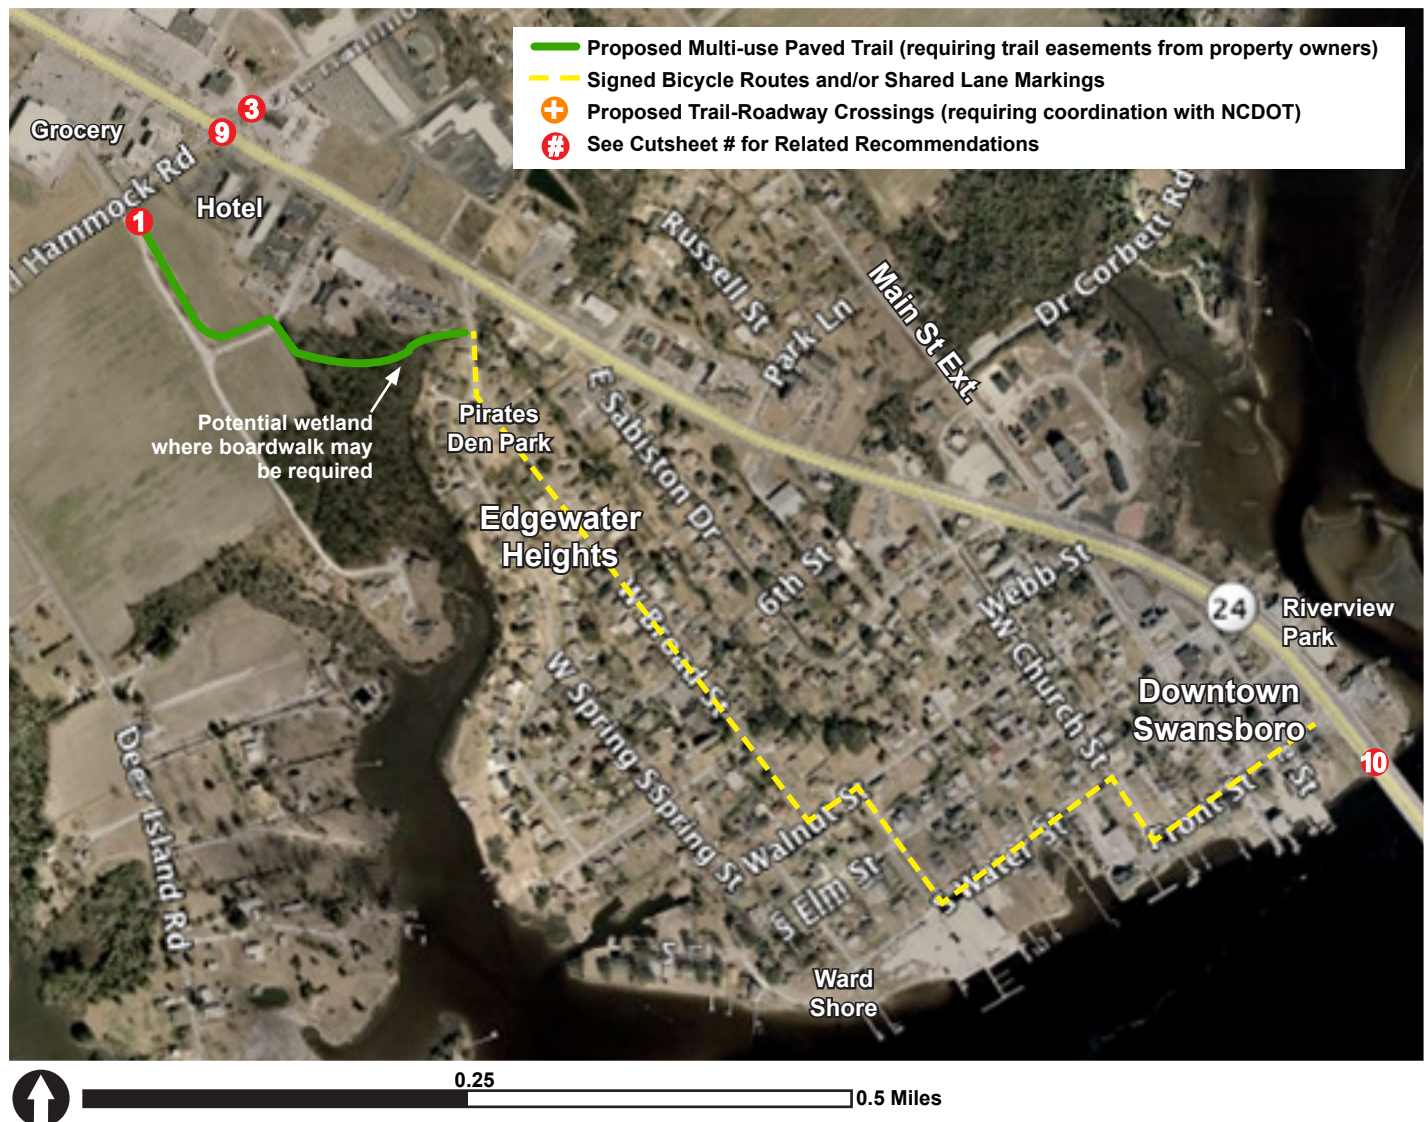 Proposed Multi-use Paved Trail (requiring trail easements from property owners)
Signed Bicycle Routes and/or Shared Lane Markings
Proposed Trail-Roadway Crossings (requiring coordination with NCDOT)
# See Cutsheet # for Related Recommendations
3
9
Grocery
Hammock Rd
1
Hotel
Russell St
Park Ln
Main St Ext.
Dr Corbett Rd
Potential wetland
where boardwalk may
be required
Pirates
Den Park
E Sabiston Dr
Edgewater
Heights
6th St
Webb St
24
Riverview
Park
W Broad St
W Church St
W Spring S
Spring St
Downtown
Swansboro
10
Deer Island Rd
Walnut S
S Elm St
S Water St
Front St
St
S
Ward
Shore
0.25
0.5 Miles